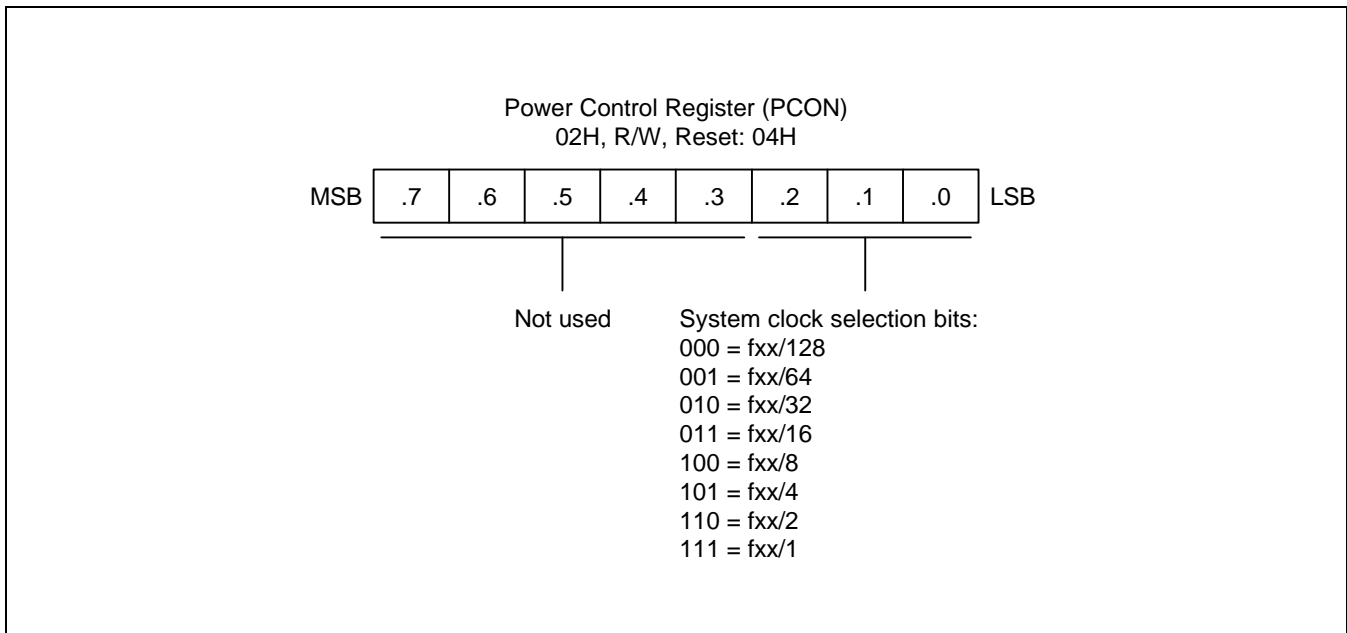 Power Control Register (PCON)
02H, R/W, Reset: 04H
MSB .7 .6 .5 .4 .3 .2 .1 .0 LSB
Not used
System clock selection bits:
000 = fxx/128
001 = fxx/64
010 = fxx/32
011 = fxx/16
100 = fxx/8
101 = fxx/4
110 = fxx/2
111 = fxx/1